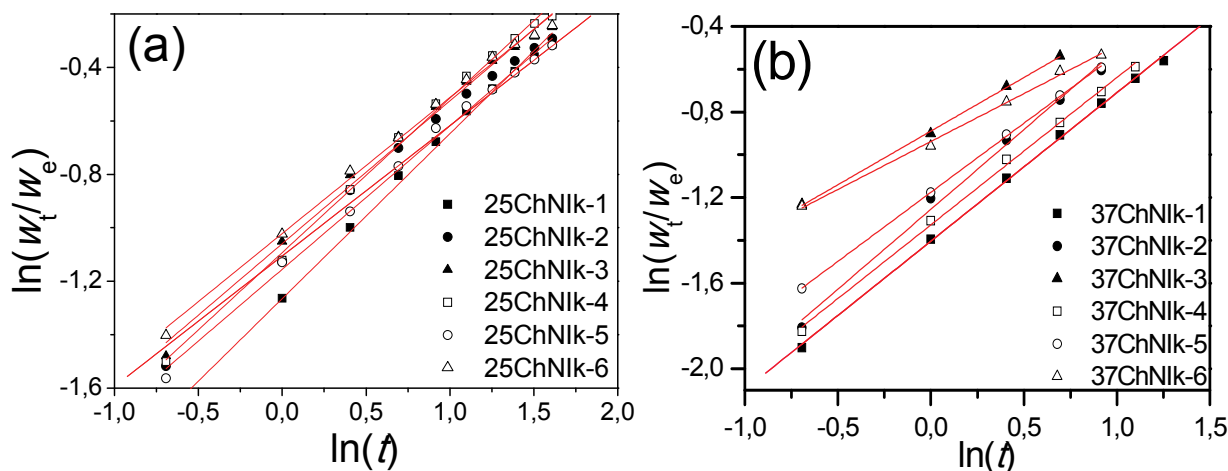 (a)
ln(wt/we)
-0,4
-0,8
-1,2
-1,6
-1,0 -0,5 0,0 0,5 1,0 1,5 2,0
ln(t)
25ChNIk-1
25ChNIk-2
25ChNIk-3
25ChNIk-4
25ChNIk-5
25ChNIk-6
(b)
ln(wt/we)
-0,4
-0,8
-1,2
-1,6
-2,0
-1,0 -0,5 0,0 0,5 1,0 1,5
ln(t)
37ChNIk-1
37ChNIk-2
37ChNIk-3
37ChNIk-4
37ChNIk-5
37ChNIk-6